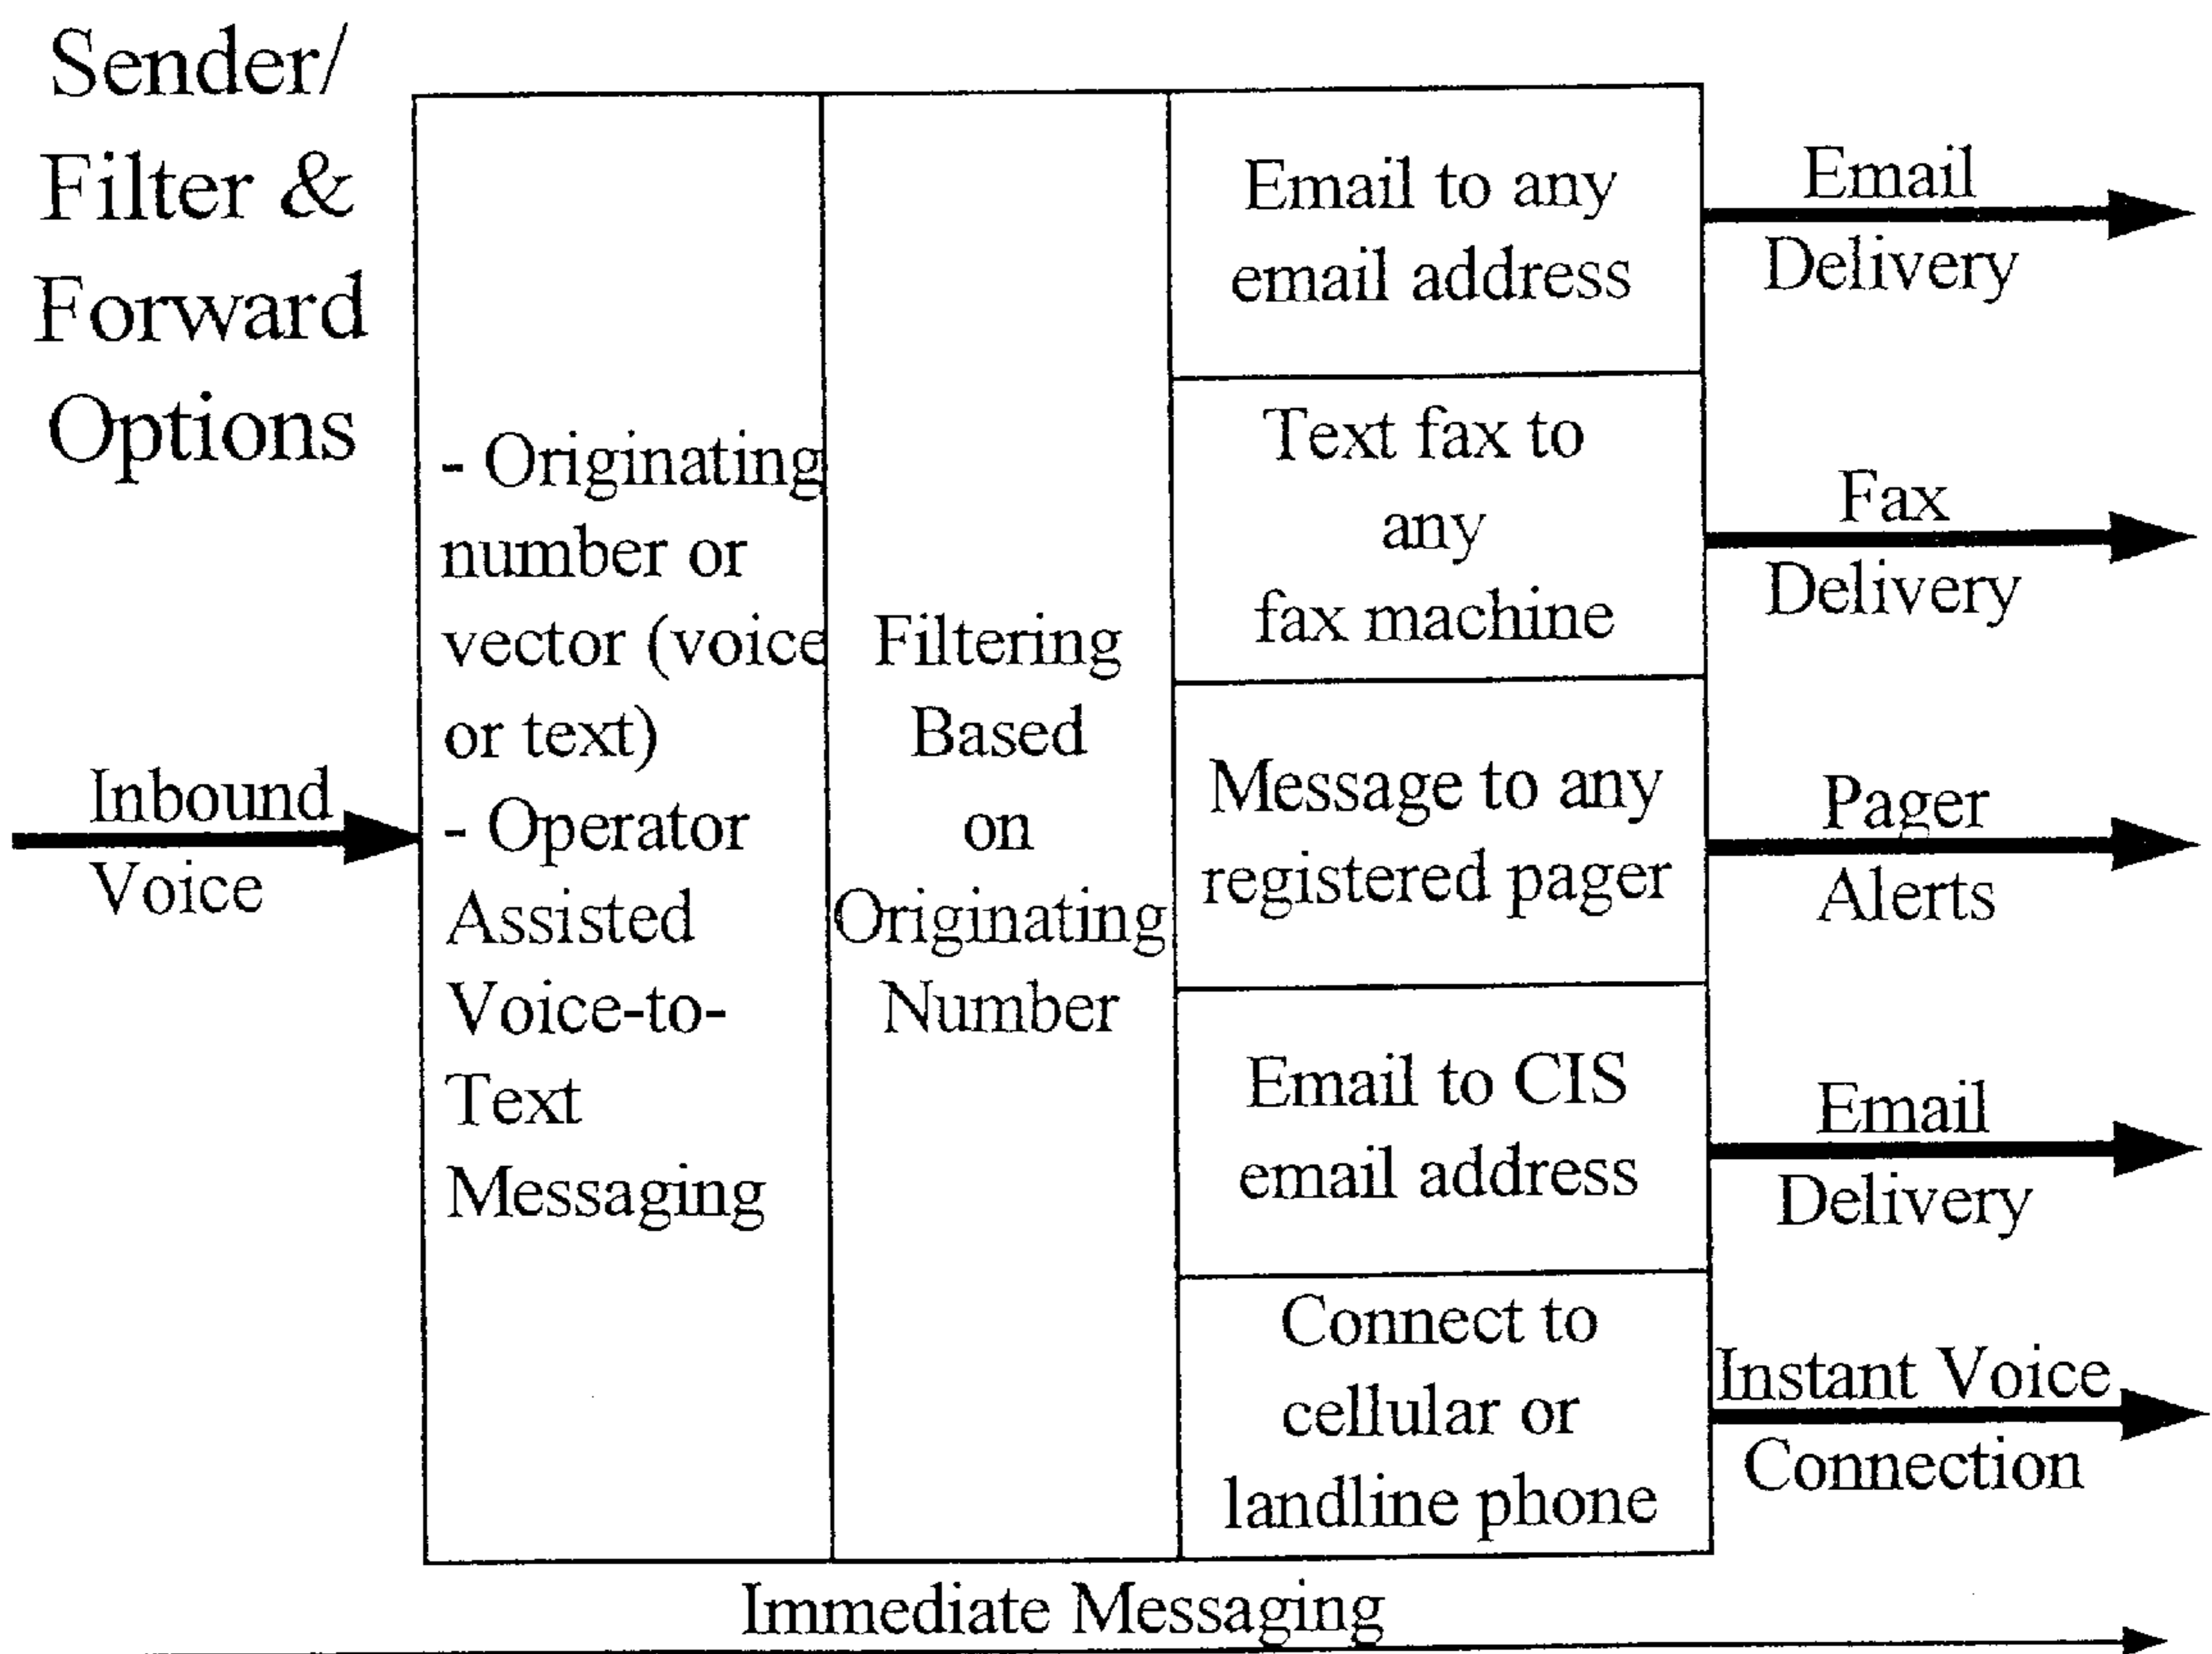 Sender/
Filter &
Forward
Options
Inbound
Voice
- Originating
number or
vector (voice
or text)
- Operator
Assisted
Voice-to-
Text
Messaging
Filtering
Based
on
Originating
Number
Email to any
email address
Text fax to
any
fax machine
Message to any
registered pager
Email to CIS
email address
Connect to
cellular or
landline phone
Email
Delivery
Fax
Delivery
Pager
Alerts
Email
Delivery
Instant Voice
Connection
Immediate Messaging